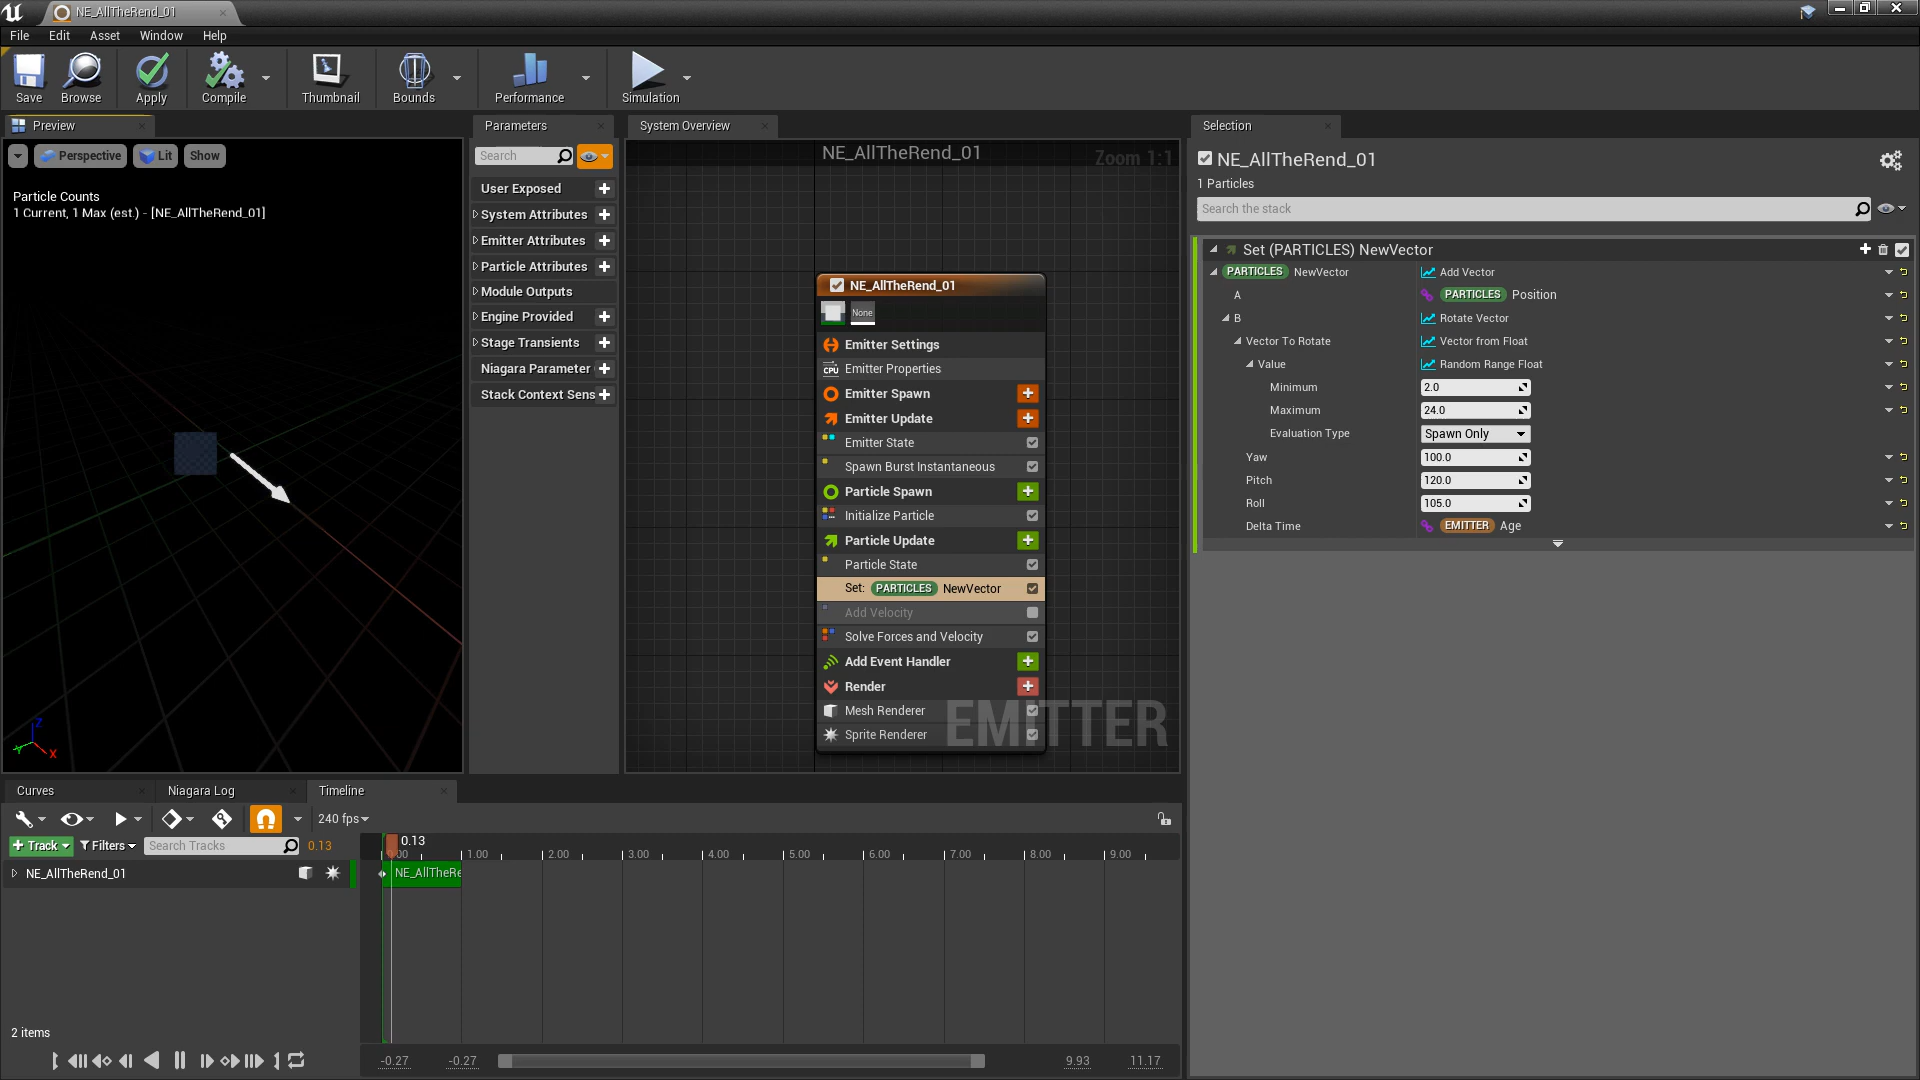 NE_AllTheRend_01
File Edit Asset Window Help
Save Browse Apply Compile Thumbnail Bounds Performance Simulation
Preview
Perspective Lit Show
Particle Counts
1 Current, 1 Max (est.) - [NE_AllTheRend_01]
Z
Y
X
Parameters
Search
User Exposed
System Attributes
Emitter Attributes
Particle Attributes
Module Outputs
Engine Provided
Stage Transients
Niagara Parameter
Stack Context Sens
System Overview
NE_AllTheRend_01
Zoom 1:1
NE_AllTheRend_01
None
Emitter Settings
CPU Emitter Properties
Emitter Spawn
Emitter Update
Emitter State
Spawn Burst Instantaneous
Particle Spawn
Initialize Particle
Particle Update
Particle State
Set: PARTICLES NewVector
Add Velocity
Solve Forces and Velocity
Add Event Handler
Render
Mesh Renderer
Sprite Renderer
EMITTER
Selection
NE_AllTheRend_01
1 Particles
Search the stack
Set (PARTICLES) NewVector
PARTICLES NewVector Add Vector
A PARTICLES Position
B Rotate Vector
Vector To Rotate Vector from Float
Value Random Range Float
Minimum 2.0
Maximum 24.0
Evaluation Type Spawn Only
Yaw 100.0
Pitch 120.0
Roll 105.0
Delta Time EMITTER Age
Curves Niagara Log Timeline
240 fps
+ Track Filters Search Tracks 0.13
0.13
1.00 2.00 3.00 4.00 5.00 6.00 7.00 8.00 9.00
NE_AllTheRend_01
NE_AllTheRe
2 items
-0.27 -0.27 9.93 11.17